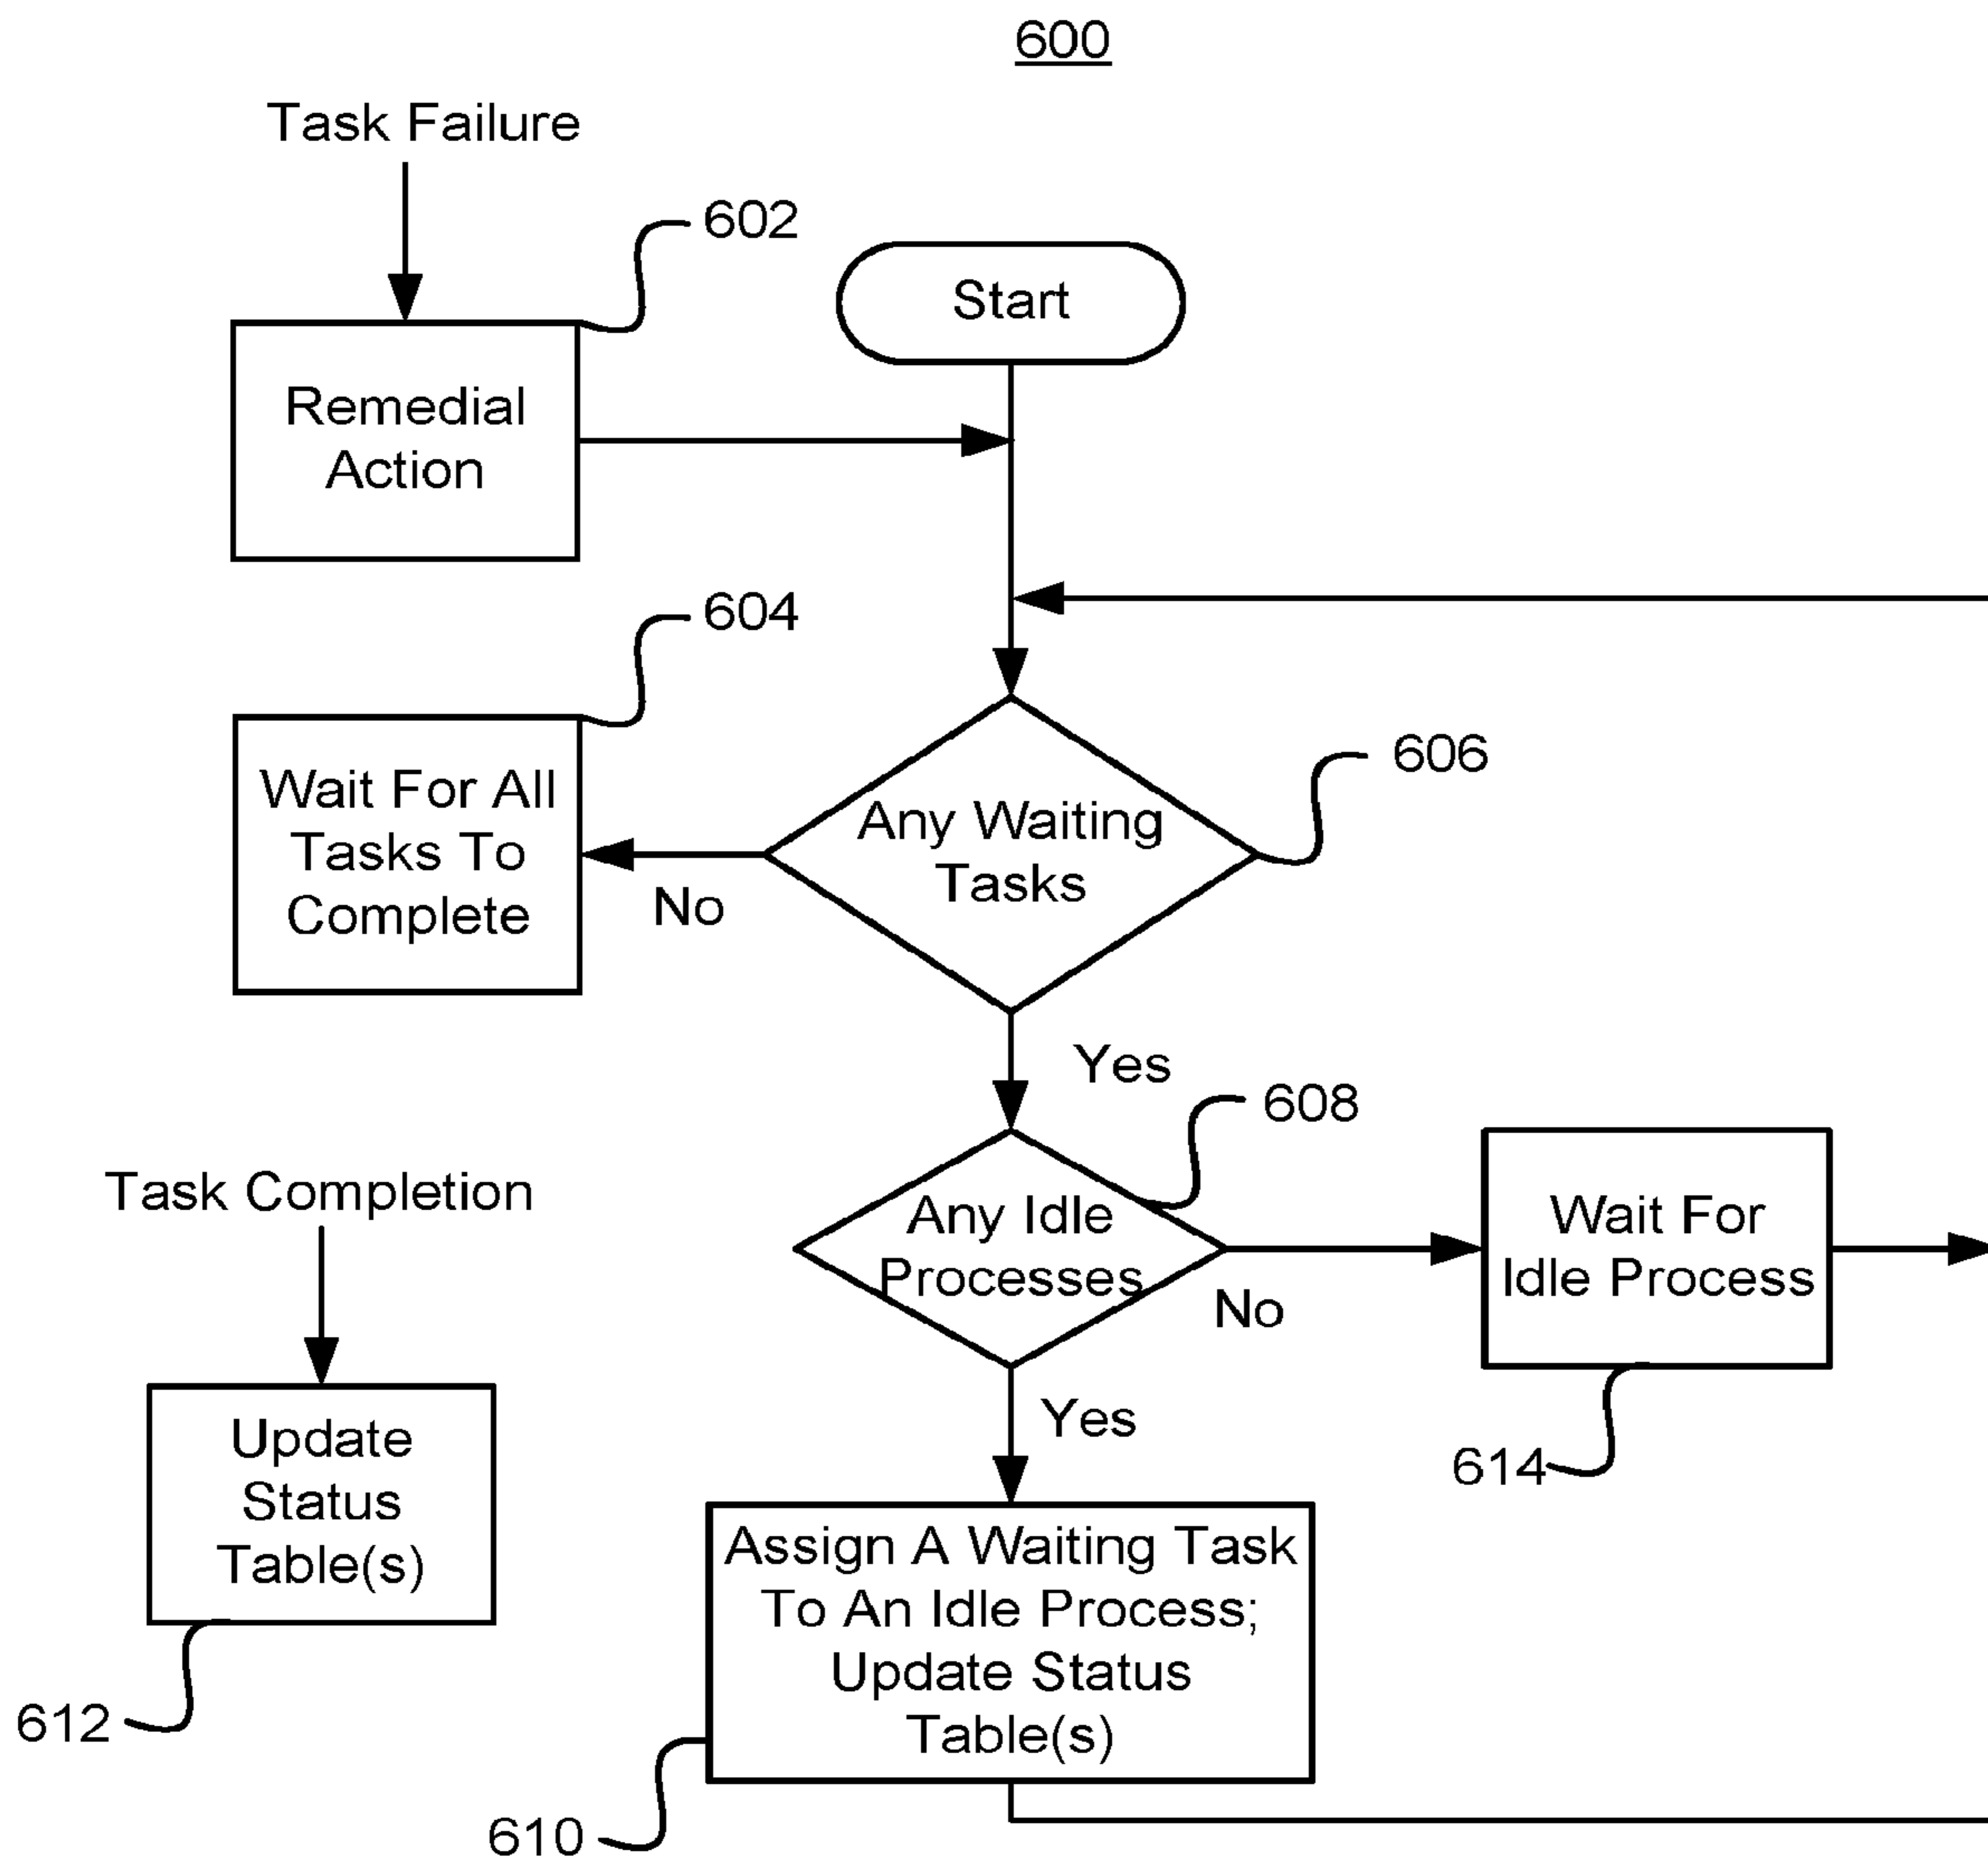 600
Task Failure
602
Start
Remedial
Action
604
606
Wait For All
Tasks To
Complete
Any Waiting
Tasks
No
Yes
608
Task Completion
Any Idle
Processes
Wait For
Idle Process
No
Yes
Update
Status
Table(s)
614
Assign A Waiting Task
To An Idle Process;
Update Status
Table(s)
612
610